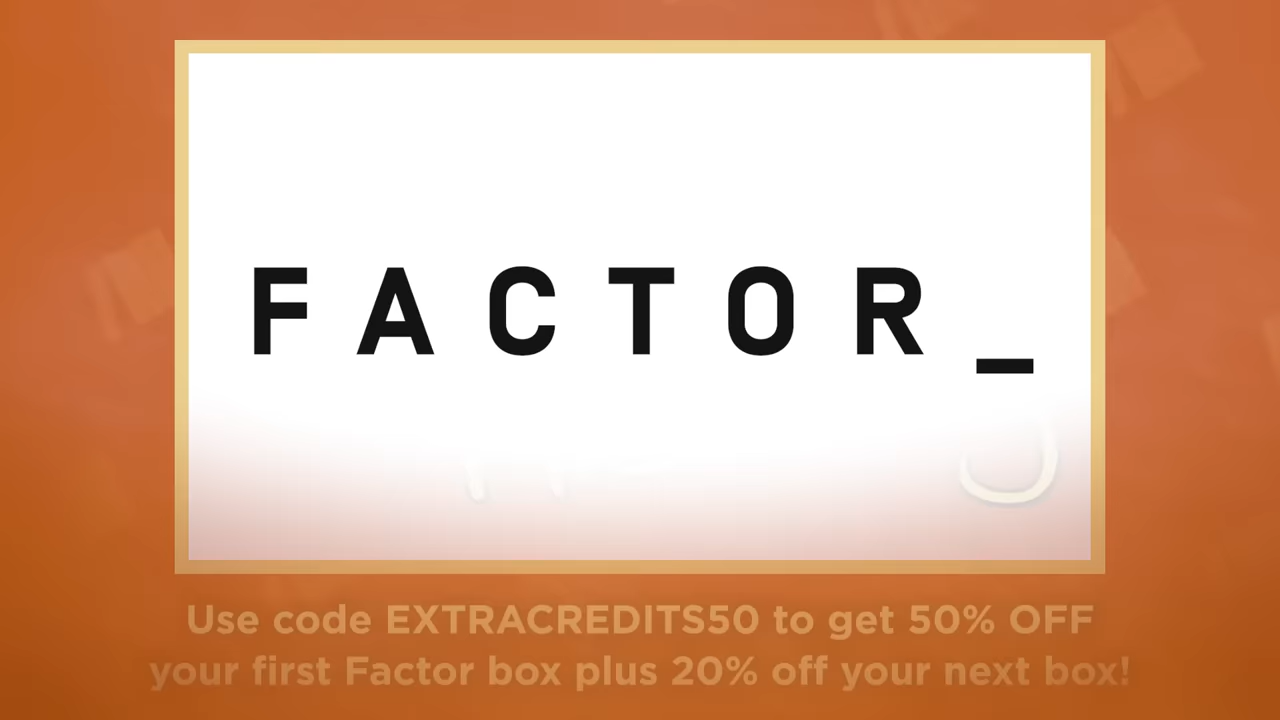 FACTOR_
Use code EXTRACREDITS50 to get 50% OFF
your first Factor box plus 20% off your next box!